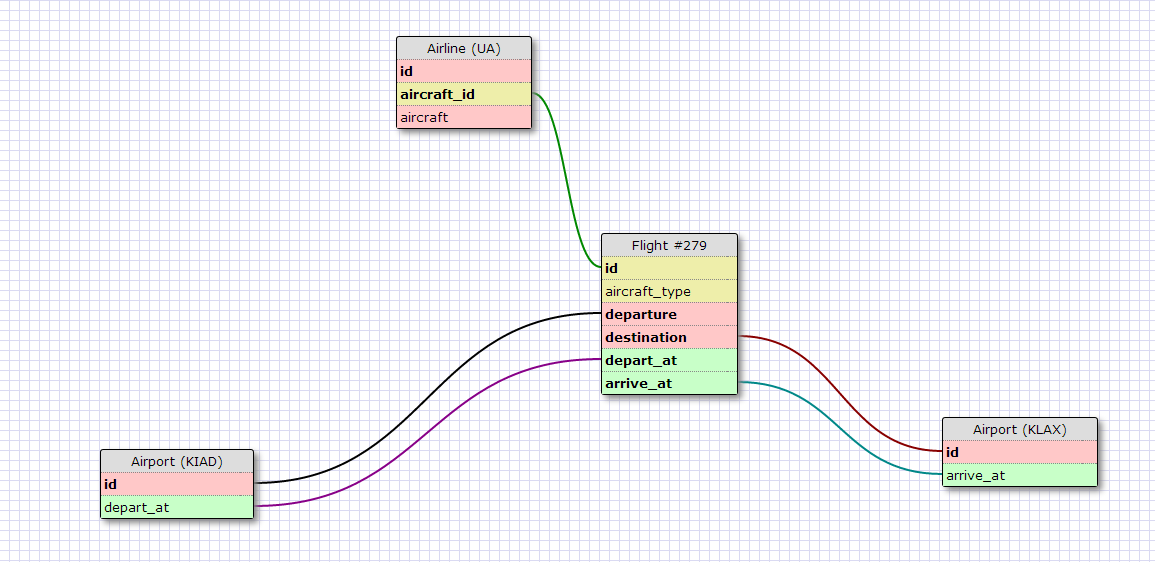 Airline (UA)
id
aircraft_id
aircraft
Flight #279
id
aircraft_type
departure
destination
depart_at
arrive_at
Airport (KLAX)
id
arrive_at
Airport (KIAD)
id
depart_at